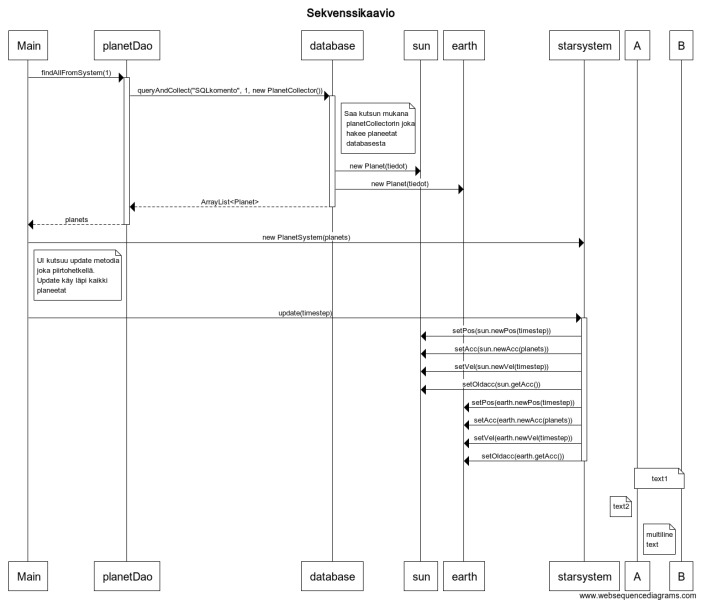 Sekvenssikaavio
Main
planetDao
database
sun
earth
starsystem
A
B
findAllFromSystem(1)
queryAndCollect("SQLkomento", 1, new PlanetCollector())
Saa kutsun mukana
planetCollectorin joka
hakee planeetat
databasesta
new Planet(tiedot)
new Planet(tiedot)
ArrayList<Planet>
planets
new PlanetSystem(planets)
UI kutsuu update metodia
joka piirtohetkellä.
Update käy läpi kaikki
planeetat
update(timestep)
setPos(sun.newPos(timestep))
setAcc(sun.newAcc(planets))
setVel(sun.newVel(timestep))
setOldacc(sun.getAcc())
setPos(earth.newPos(timestep))
setAcc(earth.newAcc(planets))
setVel(earth.newVel(timestep))
setOldacc(earth.getAcc())
text1
text2
multiline
text
Main
planetDao
database
sun
earth
starsystem
A
B
www.websequencediagrams.com